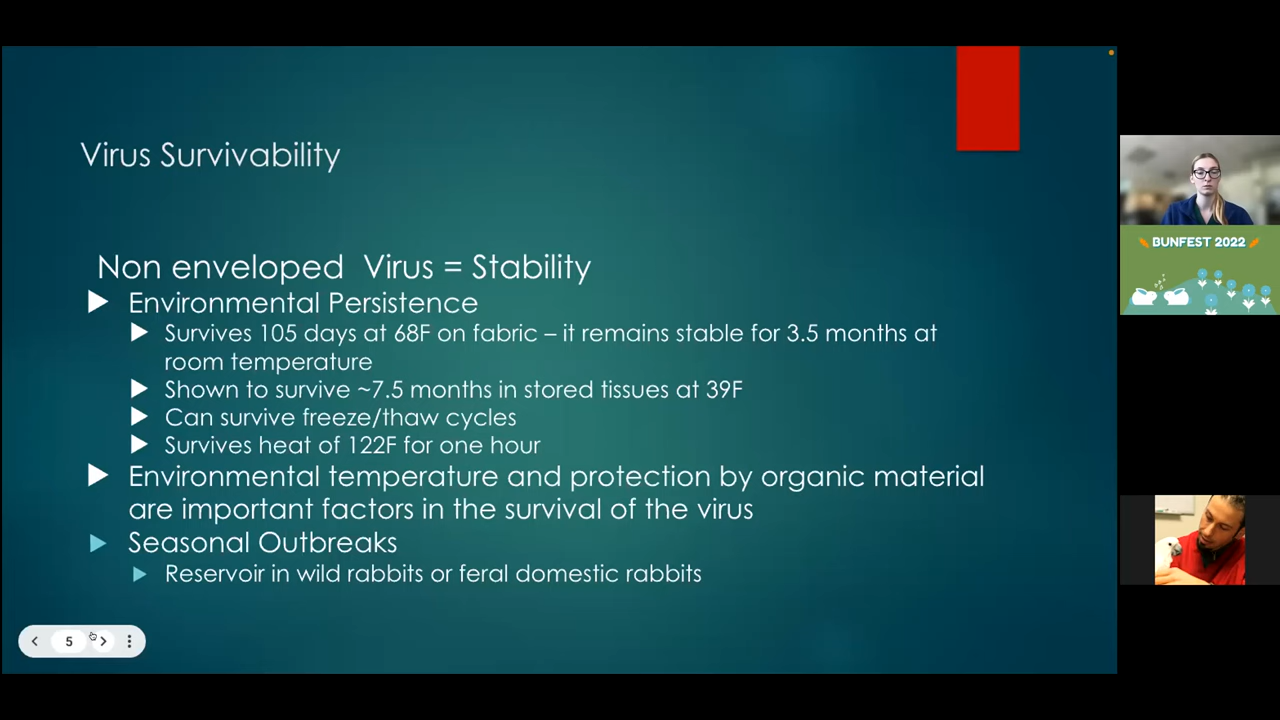 Virus Survivability
Non enveloped Virus = Stability
Environmental Persistence
Survives 105 days at 68F on fabric – it remains stable for 3.5 months at
room temperature
Shown to survive ~7.5 months in stored tissues at 39F
Can survive freeze/thaw cycles
Survives heat of 122F for one hour
Environmental temperature and protection by organic material
are important factors in the survival of the virus
Seasonal Outbreaks
Reservoir in wild rabbits or feral domestic rabbits
5
BUNFEST 2022